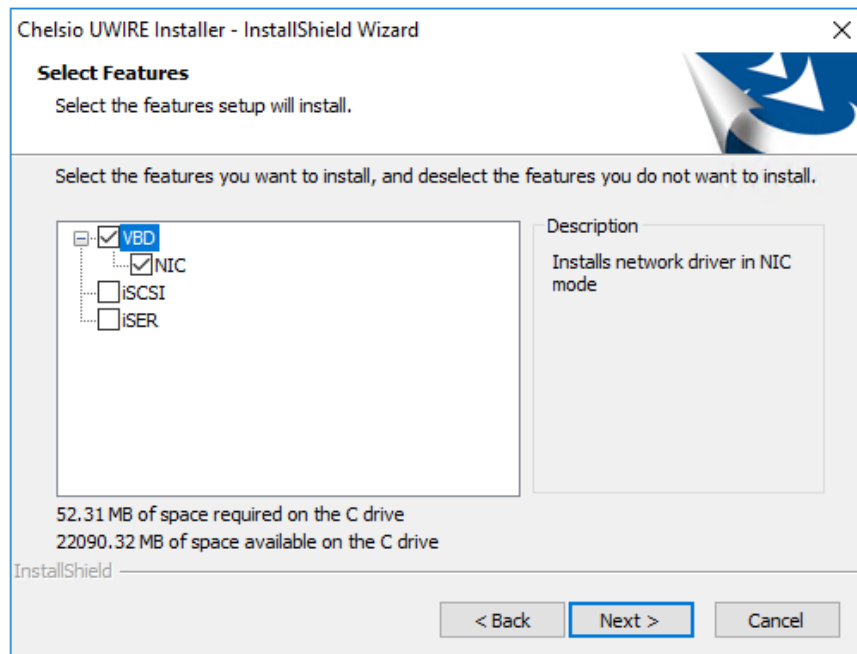 Chelsio UWIRE Installer - InstallShield Wizard
Select Features
Select the features setup will install.
Select the features you want to install, and deselect the features you do not want to install.
VBD
NIC
iSCSI
iSER
Description
Installs network driver in NIC
mode
52.31 MB of space required on the C drive
22090.32 MB of space available on the C drive
InstallShield
< Back
Next >
Cancel